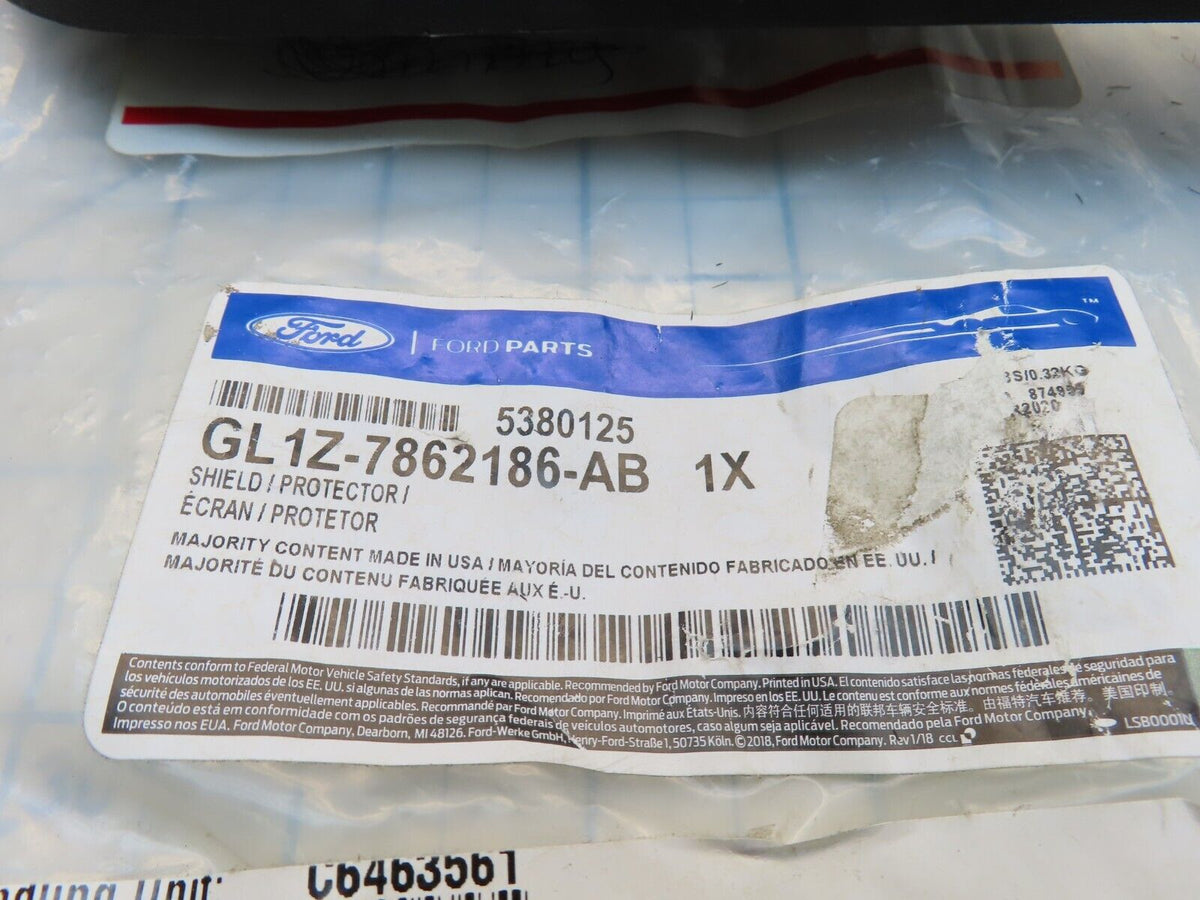 Ford | FORD PARTS ™
5380125
GL1Z-7862186-AB 1X
SHIELD / PROTECTOR /
ÉCRAN / PROTETOR
MAJORITY CONTENT MADE IN USA / MAYORÍA DEL CONTENIDO FABRICADO EN EE. UU. /
MAJORITÉ DU CONTENU FABRIQUÉE AUX É.-U.
/0.32KG
Contents conform to Federal Motor Vehicle Safety Standards, if any are applicable. Recommended by Ford Motor Company. Printed in USA. El contenido satisface las normas federales de seguridad para
los vehículos motorizados de los EE. UU. si algunas de las normas aplican. Recomendado por Ford Motor Company. Impreso en los EE. UU. Le contenu est conforme aux normes fédérales américaines de
sécurité des automobiles éventuellement applicables. Recommandé par Ford Motor Company. Imprimé aux États-Unis. 内容符合任何适用的联邦车辆安全标准。 由福特汽车推荐。 美国印制.
O conteúdo está em conformidade com os padrões de segurança federais de veículos automotores, caso algum seja aplicável. Recomendado pela Ford Motor Company.
Impresso nos EUA. Ford Motor Company, Dearborn, MI 48126. Ford-Werke GmbH, Henry-Ford-Straße 1, 50735 Köln. © 2018, Ford Motor Company. Rev 1/18 CCL
Unit: C6463561